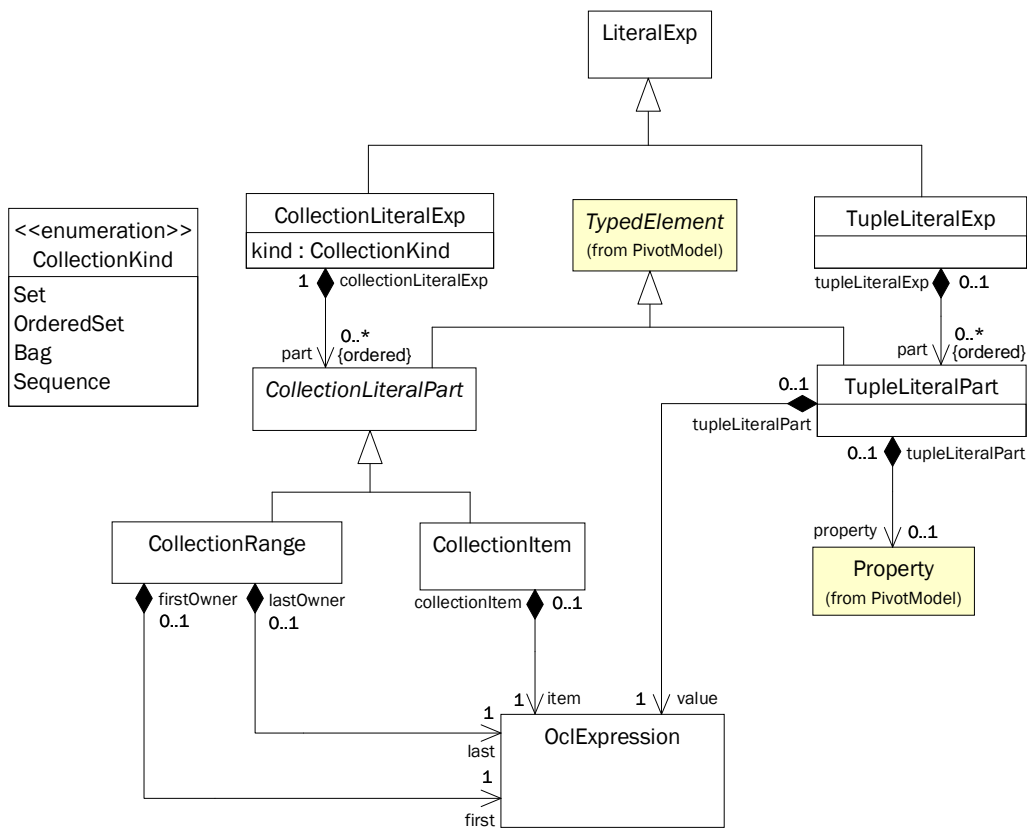 LiteralExp
<<enumeration>>
CollectionKind
Set
OrderedSet
Bag
Sequence
CollectionLiteralExp
kind : CollectionKind
TypedElement
(from PivotModel)
TupleLiteralExp
1
collectionLiteralExp
tupleLiteralExp
0..1
part
0..*
{ordered}
part
0..*
{ordered}
CollectionLiteralPart
TupleLiteralPart
0..1
tupleLiteralPart
0..1
tupleLiteralPart
CollectionRange
CollectionItem
property
0..1
Property
(from PivotModel)
firstOwner
0..1
lastOwner
0..1
collectionItem
0..1
1
item
1
value
OclExpression
1
last
1
first